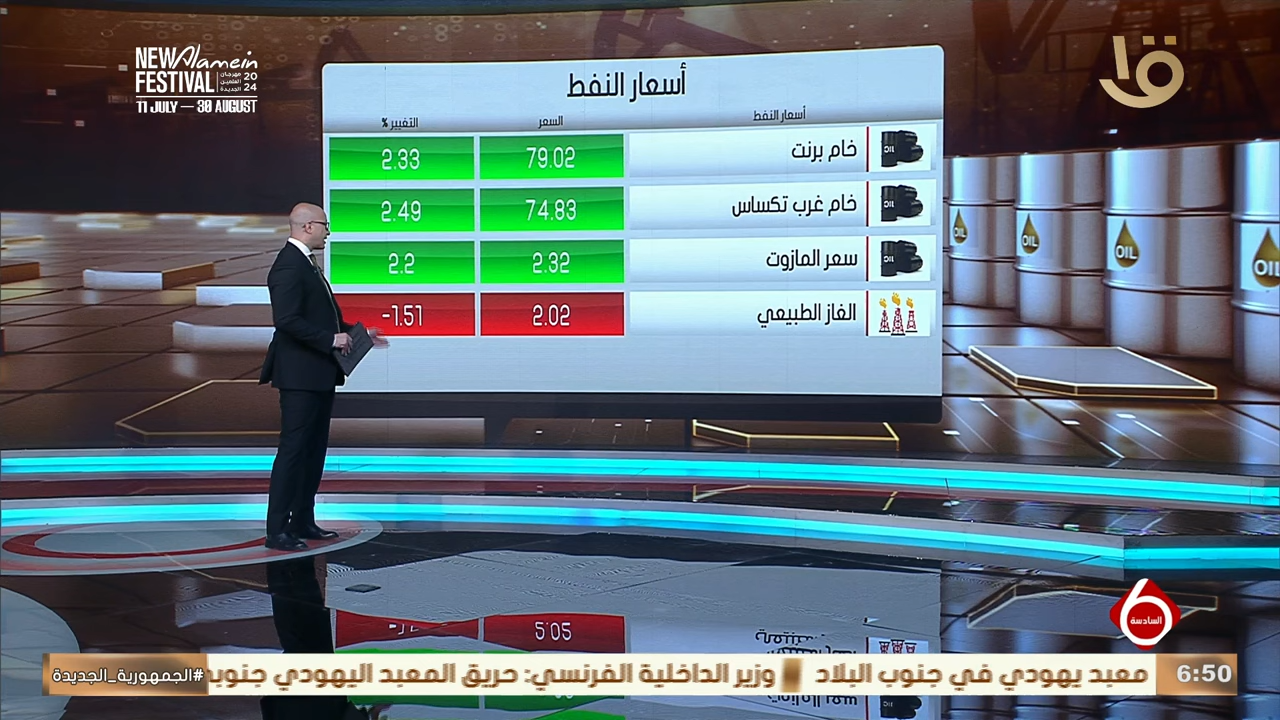 NEW Alamein
FESTIVAL مهرجان العلمين الجديدة 2024
11 JULY — 30 AUGUST
أسعار النفط
أسعار النفط السعر التغيير %
خام برنت 79.02 2.33
خام غرب تكساس 74.83 2.49
سعر المازوت 2.32 2.2
الغاز الطبيعي 2.02 -1.51
OIL
OIL
OIL
OIL
6
السادسة
6:50 معبد يهودي في جنوب البلاد وزير الداخلية الفرنسي: حريق المعبد اليهودي جنوب #الجمهورية_الجديدة